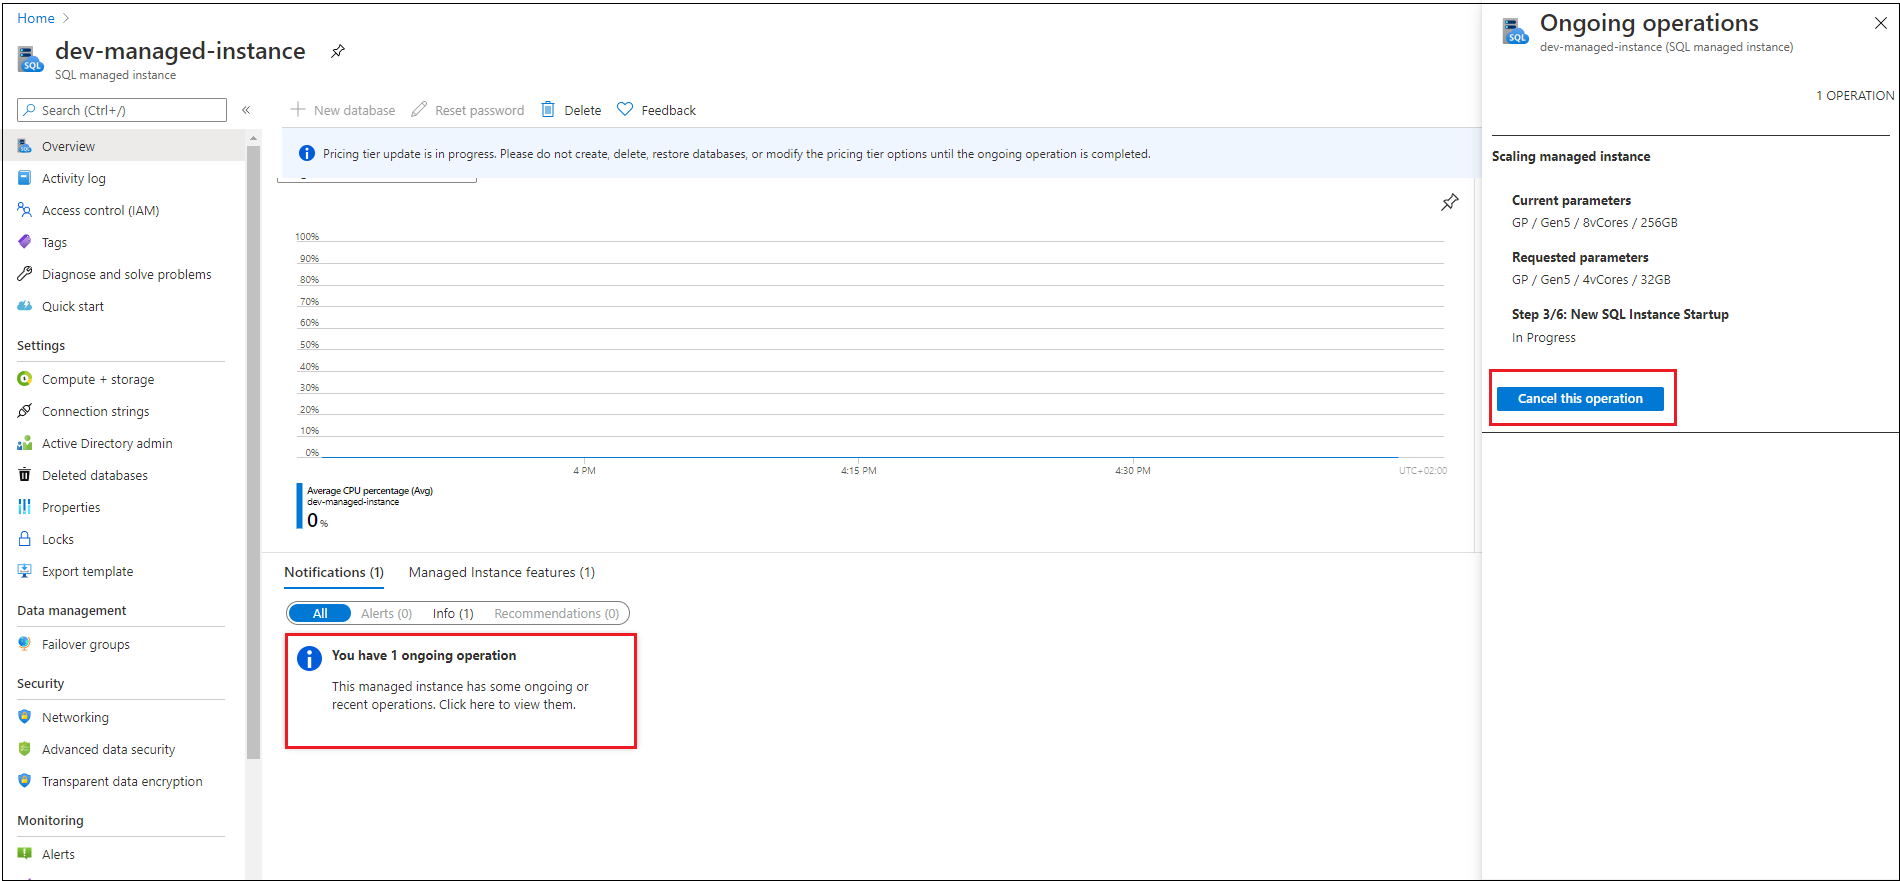 Home
dev-managed-instance
SQL managed instance
Search (Ctrl+/)
«
Overview
Activity log
Access control (IAM)
Tags
Diagnose and solve problems
Quick start
Settings
Compute + storage
Connection strings
Active Directory admin
Deleted databases
Properties
Locks
Export template
Data management
Failover groups
Security
Networking
Advanced data security
Transparent data encryption
Monitoring
Alerts
New database
Reset password
Delete
Feedback
Pricing tier update is in progress. Please do not create, delete, restore databases, or modify the pricing tier options until the ongoing operation is completed.
100%
90%
80%
70%
60%
50%
40%
30%
20%
10%
0%
4 PM
4:15 PM
4:30 PM
UTC+02:00
Average CPU percentage (Avg)
dev-managed-instance
0 %
Notifications (1)
Managed Instance features (1)
All
Alerts (0)
Info (1)
Recommendations (0)
You have 1 ongoing operation
This managed instance has some ongoing or
recent operations. Click here to view them.
SQL
Ongoing operations
dev-managed-instance (SQL managed instance)
1 OPERATION
Scaling managed instance
Current parameters
GP / Gen5 / 8vCores / 256GB
Requested parameters
GP / Gen5 / 4vCores / 32GB
Step 3/6: New SQL Instance Startup
In Progress
Cancel this operation